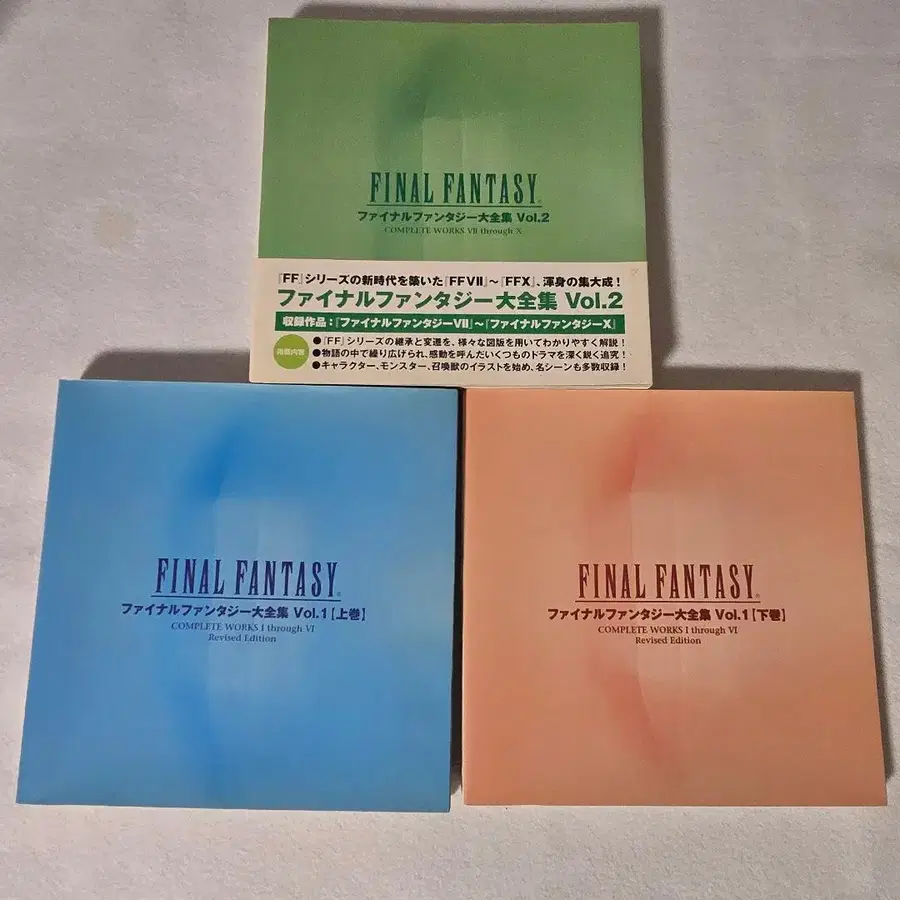 FINAL FANTASY®
ファイナルファンタジー大全集 Vol.2
COMPLETE WORKS VII through X
『FF』シリーズの新時代を築いた『FFVII』～『FFX』、渾身の集大成！
ファイナルファンタジー大全集 Vol.2
収録作品：『ファイナルファンタジーVII』～『ファイナルファンタジーX』
掲載内容
●『FF』シリーズの継承と変遷を、様々な図版を用いてわかりやすく解説！
●物語の中で繰り広げられ、感動を呼んだいくつものドラマを深く鋭く追究！
●キャラクター、モンスター、召喚獣のイラストを始め、名シーンも多数収録！
FINAL FANTASY®
ファイナルファンタジー大全集 Vol.1［上巻］
COMPLETE WORKS I through VI
Revised Edition
FINAL FANTASY®
ファイナルファンタジー大全集 Vol.1［下巻］
COMPLETE WORKS I through VI
Revised Edition